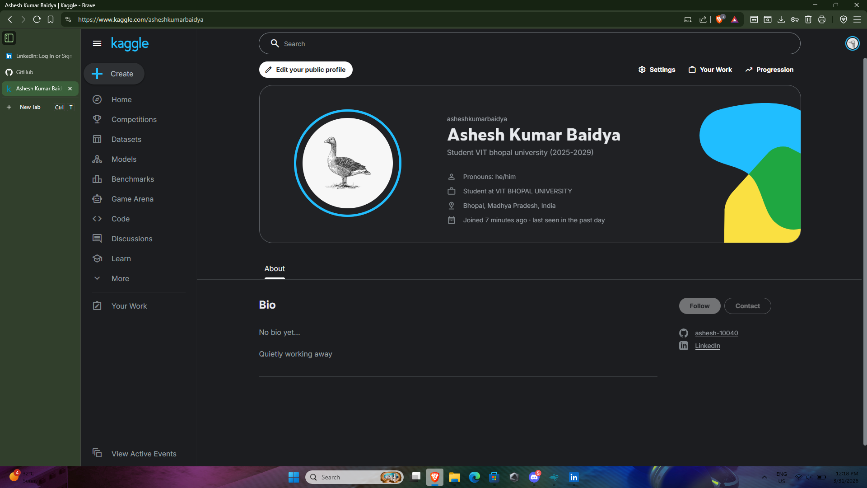 Ashesh Kumar Baidya | Kaggle - Brave
https://www.kaggle.com/asheshkumarbaidya
LinkedIn: Log In or Sign
GitHub
Ashesh Kumar Baid
New Tab Ctrl T
kaggle
Search
Create
Home
Competitions
Datasets
Models
Benchmarks
Game Arena
Code
Discussions
Learn
More
Your Work
View Active Events
Edit your public profile
Settings
Your Work
Progression
asheshkumarbaidya
Ashesh Kumar Baidya
Student VIT bhopal university (2025-2029)
Pronouns: he/him
Student at VIT BHOPAL UNIVERSITY
Bhopal, Madhya Pradesh, India
Joined 7 minutes ago · last seen in the past day
About
Bio
No bio yet...
Quietly working away
Follow
Contact
ashesh-10040
LinkedIn
Search
ENG